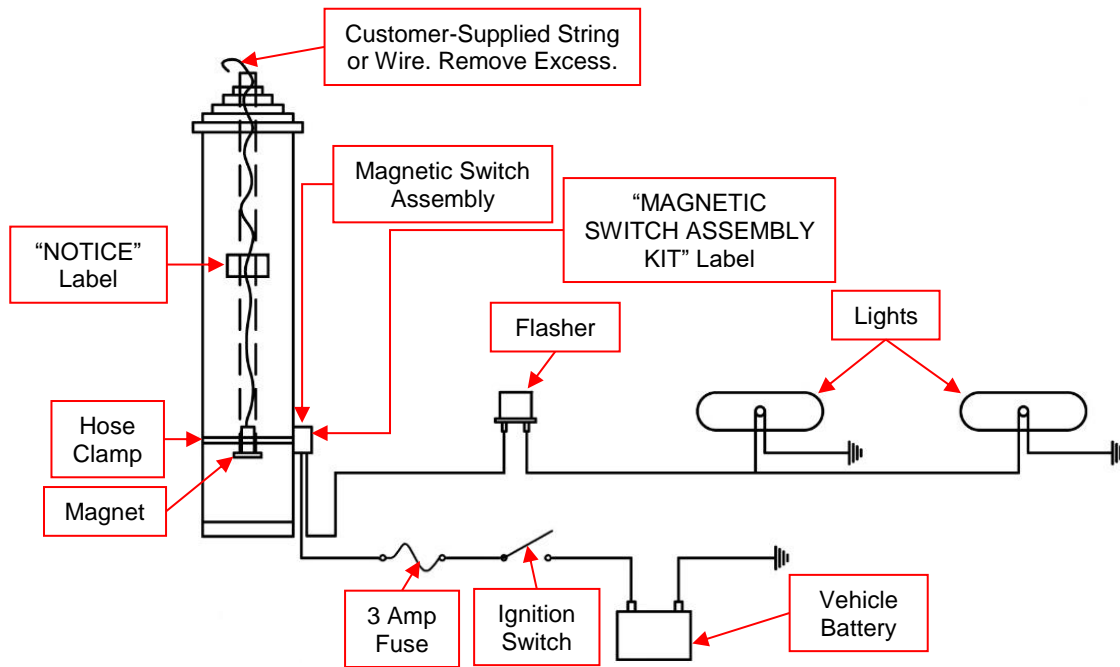 Customer-Supplied String
or Wire. Remove Excess.
Magnetic Switch
Assembly
“MAGNETIC
SWITCH ASSEMBLY
KIT” Label
“NOTICE”
Label
Flasher
Lights
Hose
Clamp
Magnet
3 Amp
Fuse
Ignition
Switch
Vehicle
Battery